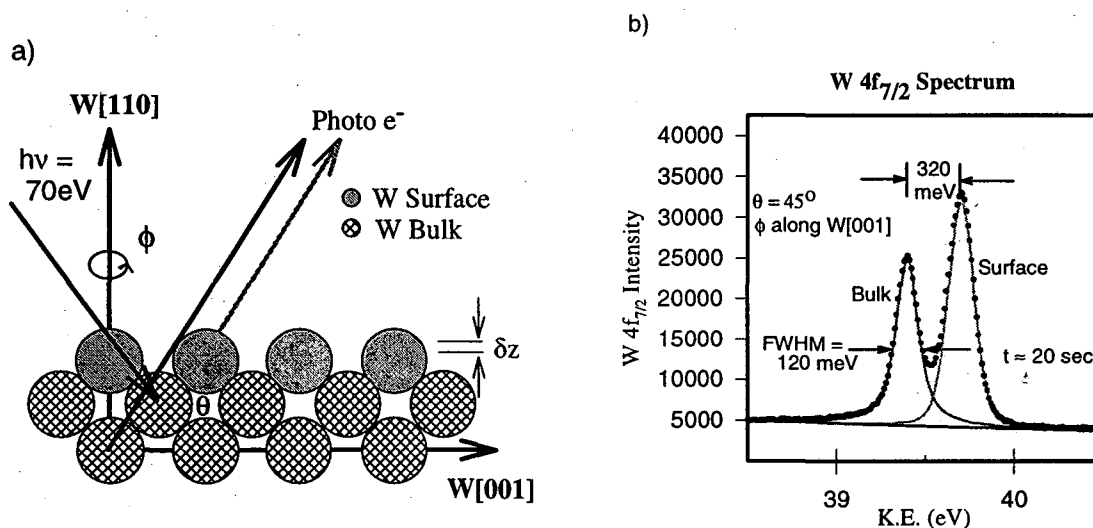 a)
W[110]
hν =
70eV
ϕ
Photo e⁻
W Surface
W Bulk
δz
θ
W[001]
b)
W 4f₇/₂ Spectrum
W 4f₇/₂ Intensity
40000
35000
30000
25000
20000
15000
10000
5000
320
meV
θ = 45°
ϕ along W[001]
Surface
Bulk
FWHM =
120 meV
t ≈ 20 sec
39
40
K.E. (eV)